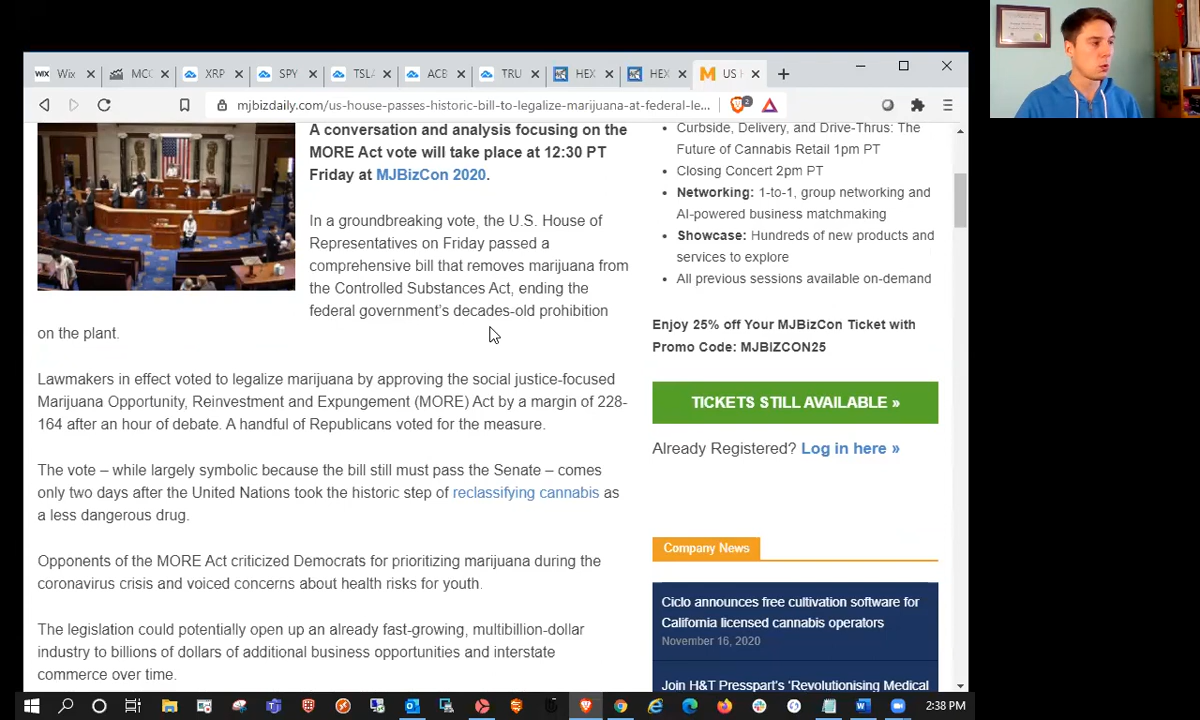 Wix
MCC
XRP
SPY
TSL
ACB
TRU
HEX
HEX
US H
mjbizdaily.com/us-house-passes-historic-bill-to-legalize-marijuana-at-federal-le...
2
A conversation and analysis focusing on the
MORE Act vote will take place at 12:30 PT
Friday at MJBizCon 2020.
In a groundbreaking vote, the U.S. House of
Representatives on Friday passed a
comprehensive bill that removes marijuana from
the Controlled Substances Act, ending the
federal government's decades-old prohibition
on the plant.
Lawmakers in effect voted to legalize marijuana by approving the social justice-focused
Marijuana Opportunity, Reinvestment and Expungement (MORE) Act by a margin of 228-
164 after an hour of debate. A handful of Republicans voted for the measure.
The vote – while largely symbolic because the bill still must pass the Senate – comes
only two days after the United Nations took the historic step of reclassifying cannabis as
a less dangerous drug.
Opponents of the MORE Act criticized Democrats for prioritizing marijuana during the
coronavirus crisis and voiced concerns about health risks for youth.
The legislation could potentially open up an already fast-growing, multibillion-dollar
industry to billions of dollars of additional business opportunities and interstate
commerce over time.
Curbside, Delivery, and Drive-Thrus: The
Future of Cannabis Retail 1pm PT
Closing Concert 2pm PT
Networking: 1-to-1, group networking and
AI-powered business matchmaking
Showcase: Hundreds of new products and
services to explore
All previous sessions available on-demand
Enjoy 25% off Your MJBizCon Ticket with
Promo Code: MJBIZCON25
TICKETS STILL AVAILABLE »
Already Registered? Log in here »
Company News
Ciclo announces free cultivation software for
California licensed cannabis operators
November 16, 2020
Join H&T Presspart's 'Revolutionising Medical
2:38 PM